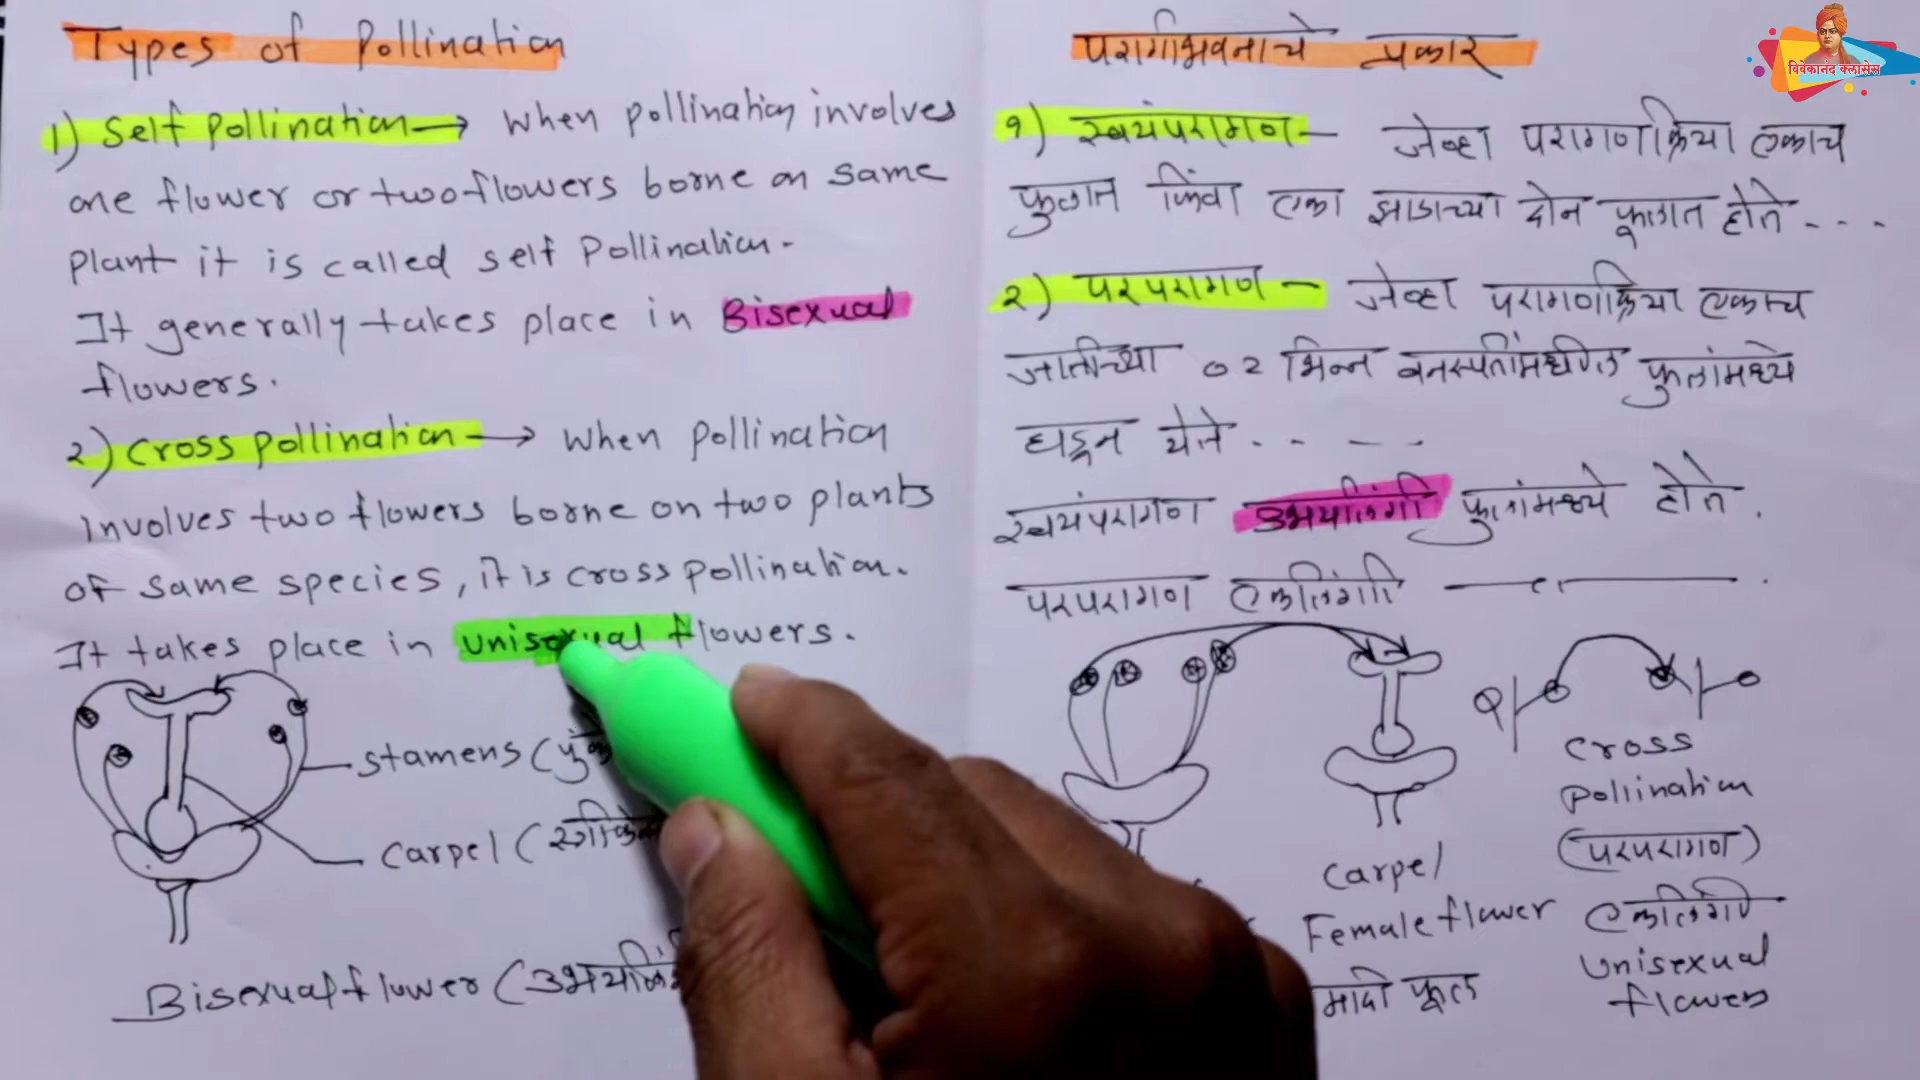 Types of Pollination
1) Self pollination → When pollination involves
one flower or two flowers borne on same
plant it is called self Pollination.
It generally takes place in Bisexual
flowers.
2) Cross pollination → When pollination
involves two flowers borne on two plants
of same species, it is cross pollination.
It takes place in unisexual flowers.
stamens (पुं
carpel (स्त्रीके
Bisexual flower (उभयलिं
परागीभवनाचे प्रकार
१) स्वयंपरागण — जेव्हा परागणक्रिया एकाच
फुलात किंवा एका झाडाच्या दोन फुलात होते - - -
२) परपरागण — जेव्हा परागणक्रिया एकाच
जातीच्या ०२ भिन्न वनस्पतींमधील फुलांमध्ये
घडून येते - - — -
स्वयंपरागण उभयलिंगी फुलांमध्ये होते.
परपरागण एकलिंगी —— " ——.
carpel
Female flower
मादी फूल
cross
pollination
(परपरागण)
एकलिंगी
unisexual
flowers
विवेकानंद क्लासेस